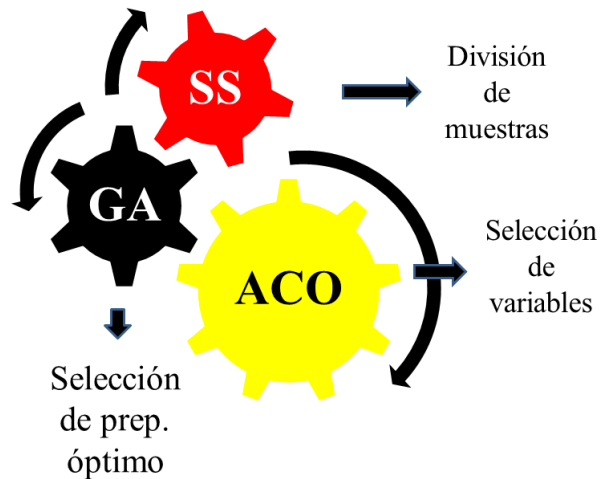 SS
División
de
muestras
GA
ACO
Selección
de
variables
Selección
de prep.
óptimo